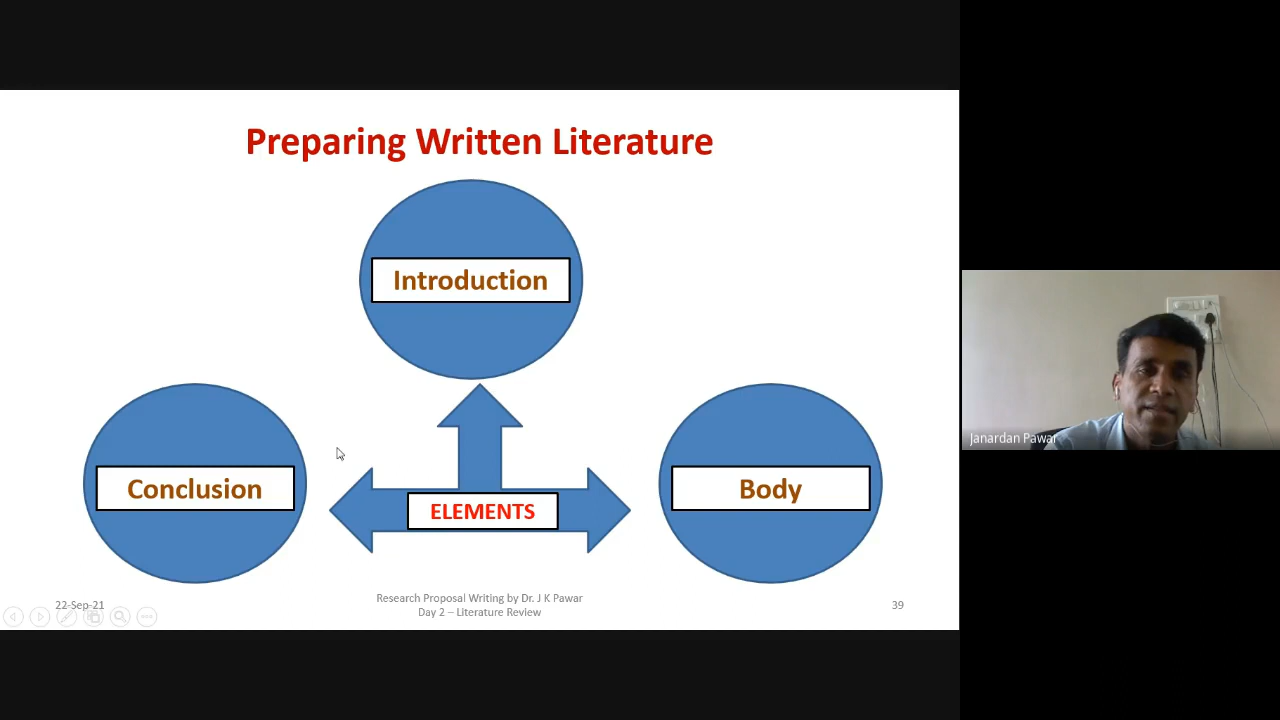 Preparing Written Literature
Introduction
Conclusion
ELEMENTS
Body
22-Sep-21
Research Proposal Writing by Dr. J K Pawar
Day 2 – Literature Review
39
Janardan Pawar